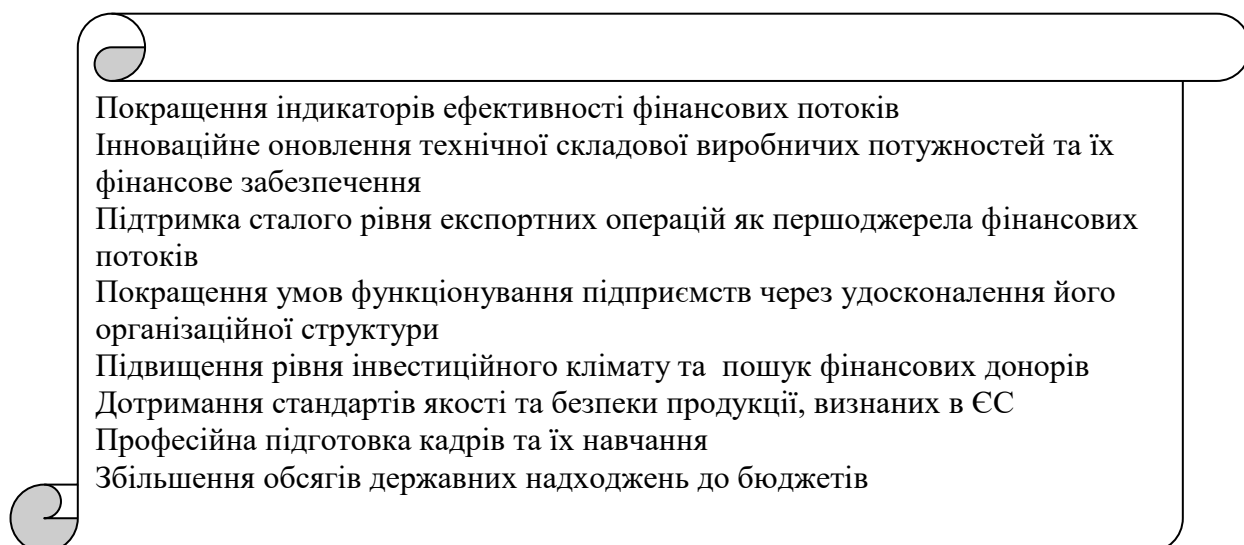 Покращення індикаторів ефективності фінансових потоків
Інноваційне оновлення технічної складової виробничих потужностей та їх
фінансове забезпечення
Підтримка сталого рівня експортних операцій як першоджерела фінансових
потоків
Покращення умов функціонування підприємств через удосконалення його
організаційної структури
Підвищення рівня інвестиційного клімату та  пошук фінансових донорів
Дотримання стандартів якості та безпеки продукції, визнаних в ЄС
Професійна підготовка кадрів та їх навчання
Збільшення обсягів державних надходжень до бюджетів